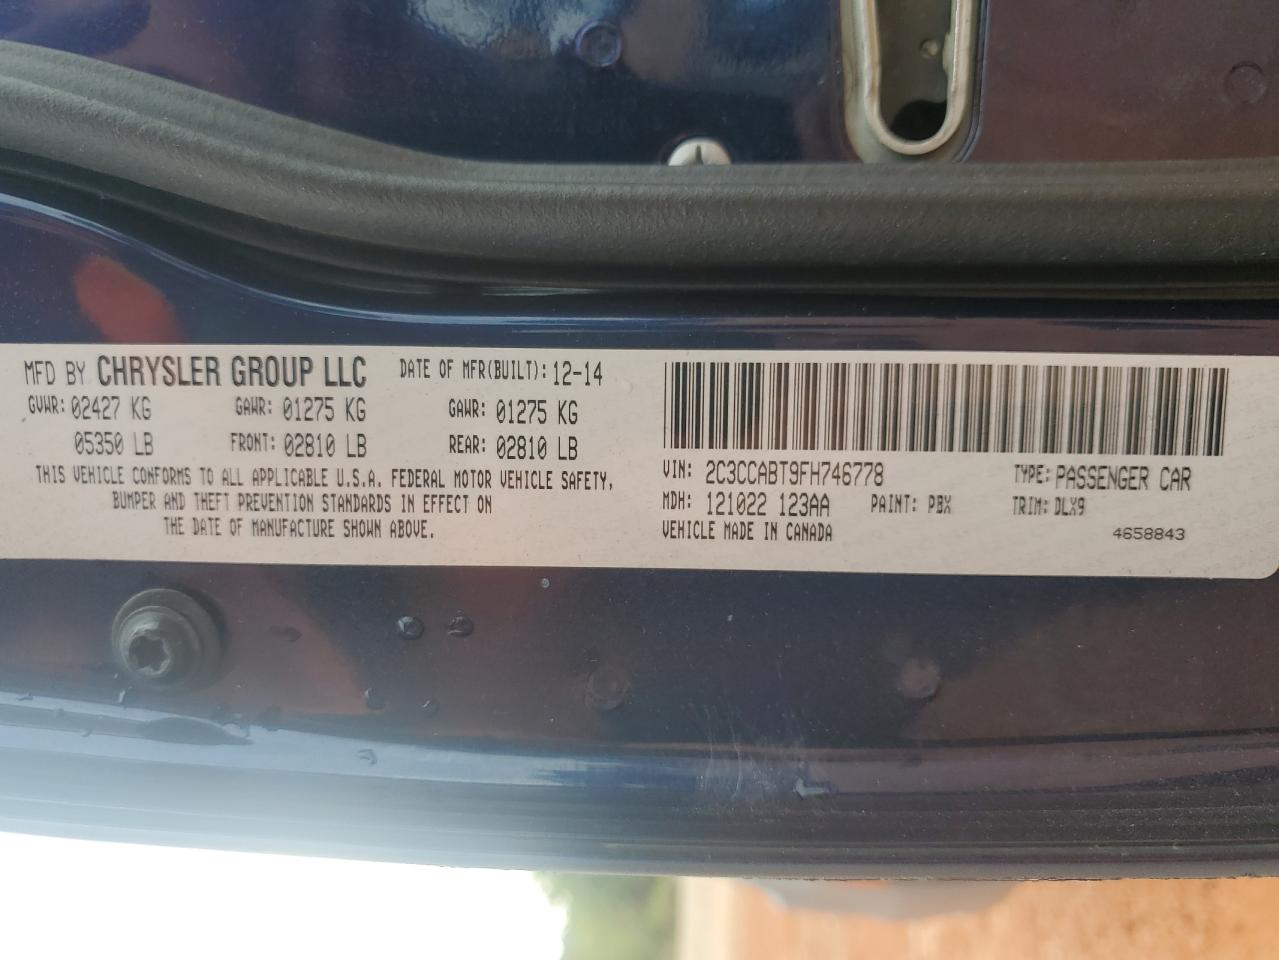 MFD BY CHRYSLER GROUP LLC DATE OF MFR(BUILT): 12-14
GVWR: 02427 KG GAWR: 01275 KG GAWR: 01275 KG
05350 LB FRONT: 02810 LB REAR: 02810 LB
THIS VEHICLE CONFORMS TO ALL APPLICABLE U.S.A. FEDERAL MOTOR VEHICLE SAFETY,
BUMPER AND THEFT PREVENTION STANDARDS IN EFFECT ON
THE DATE OF MANUFACTURE SHOWN ABOVE.
VIN: 2C3CCABT9FH746778 TYPE: PASSENGER CAR
MDH: 121022 123AA PAINT: PBX TRIM: DLX9
VEHICLE MADE IN CANADA 4658843